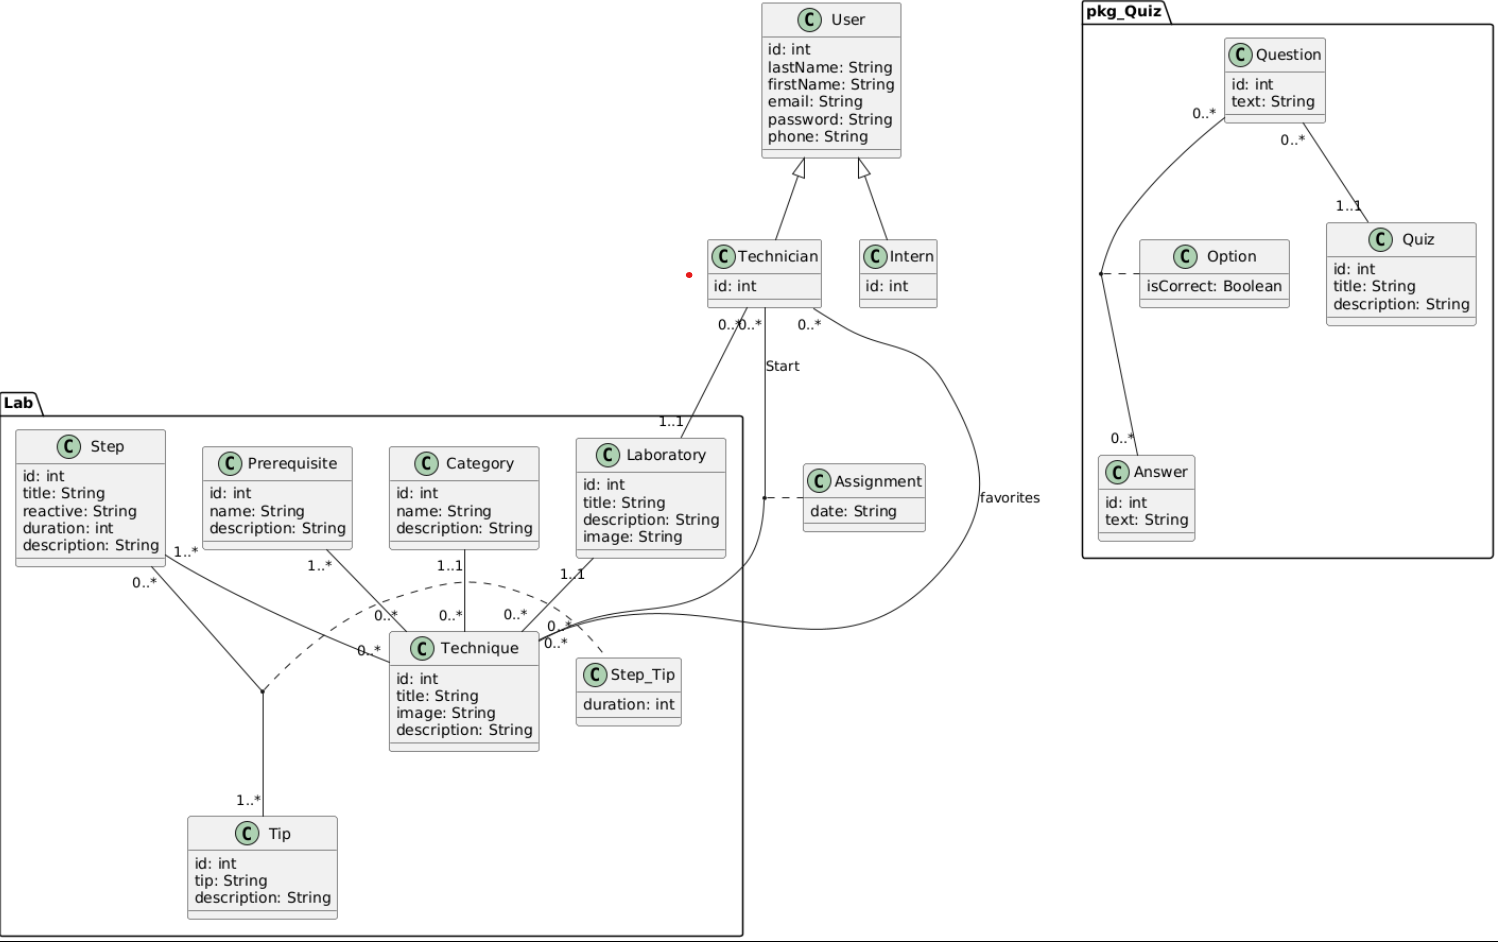 User
id: int
lastName: String
firstName: String
email: String
password: String
phone: String
pkg_Quiz
Question
id: int
text: String
0..*
0..*
1..1
Option
isCorrect: Boolean
Quiz
id: int
title: String
description: String
0..*
Answer
id: int
text: String
Technician
id: int
Intern
id: int
0..*
0..*
0..*
Start
1..1
favorites
Assignment
date: String
Lab
Step
id: int
title: String
reactive: String
duration: int
description: String
Prerequisite
id: int
name: String
description: String
Category
id: int
name: String
description: String
Laboratory
id: int
title: String
description: String
image: String
1..*
0..*
1..*
1..1
1..1
0..*
0..*
0..*
0..*
0..*
0..*
Technique
id: int
title: String
image: String
description: String
Step_Tip
duration: int
1..*
Tip
id: int
tip: String
description: String